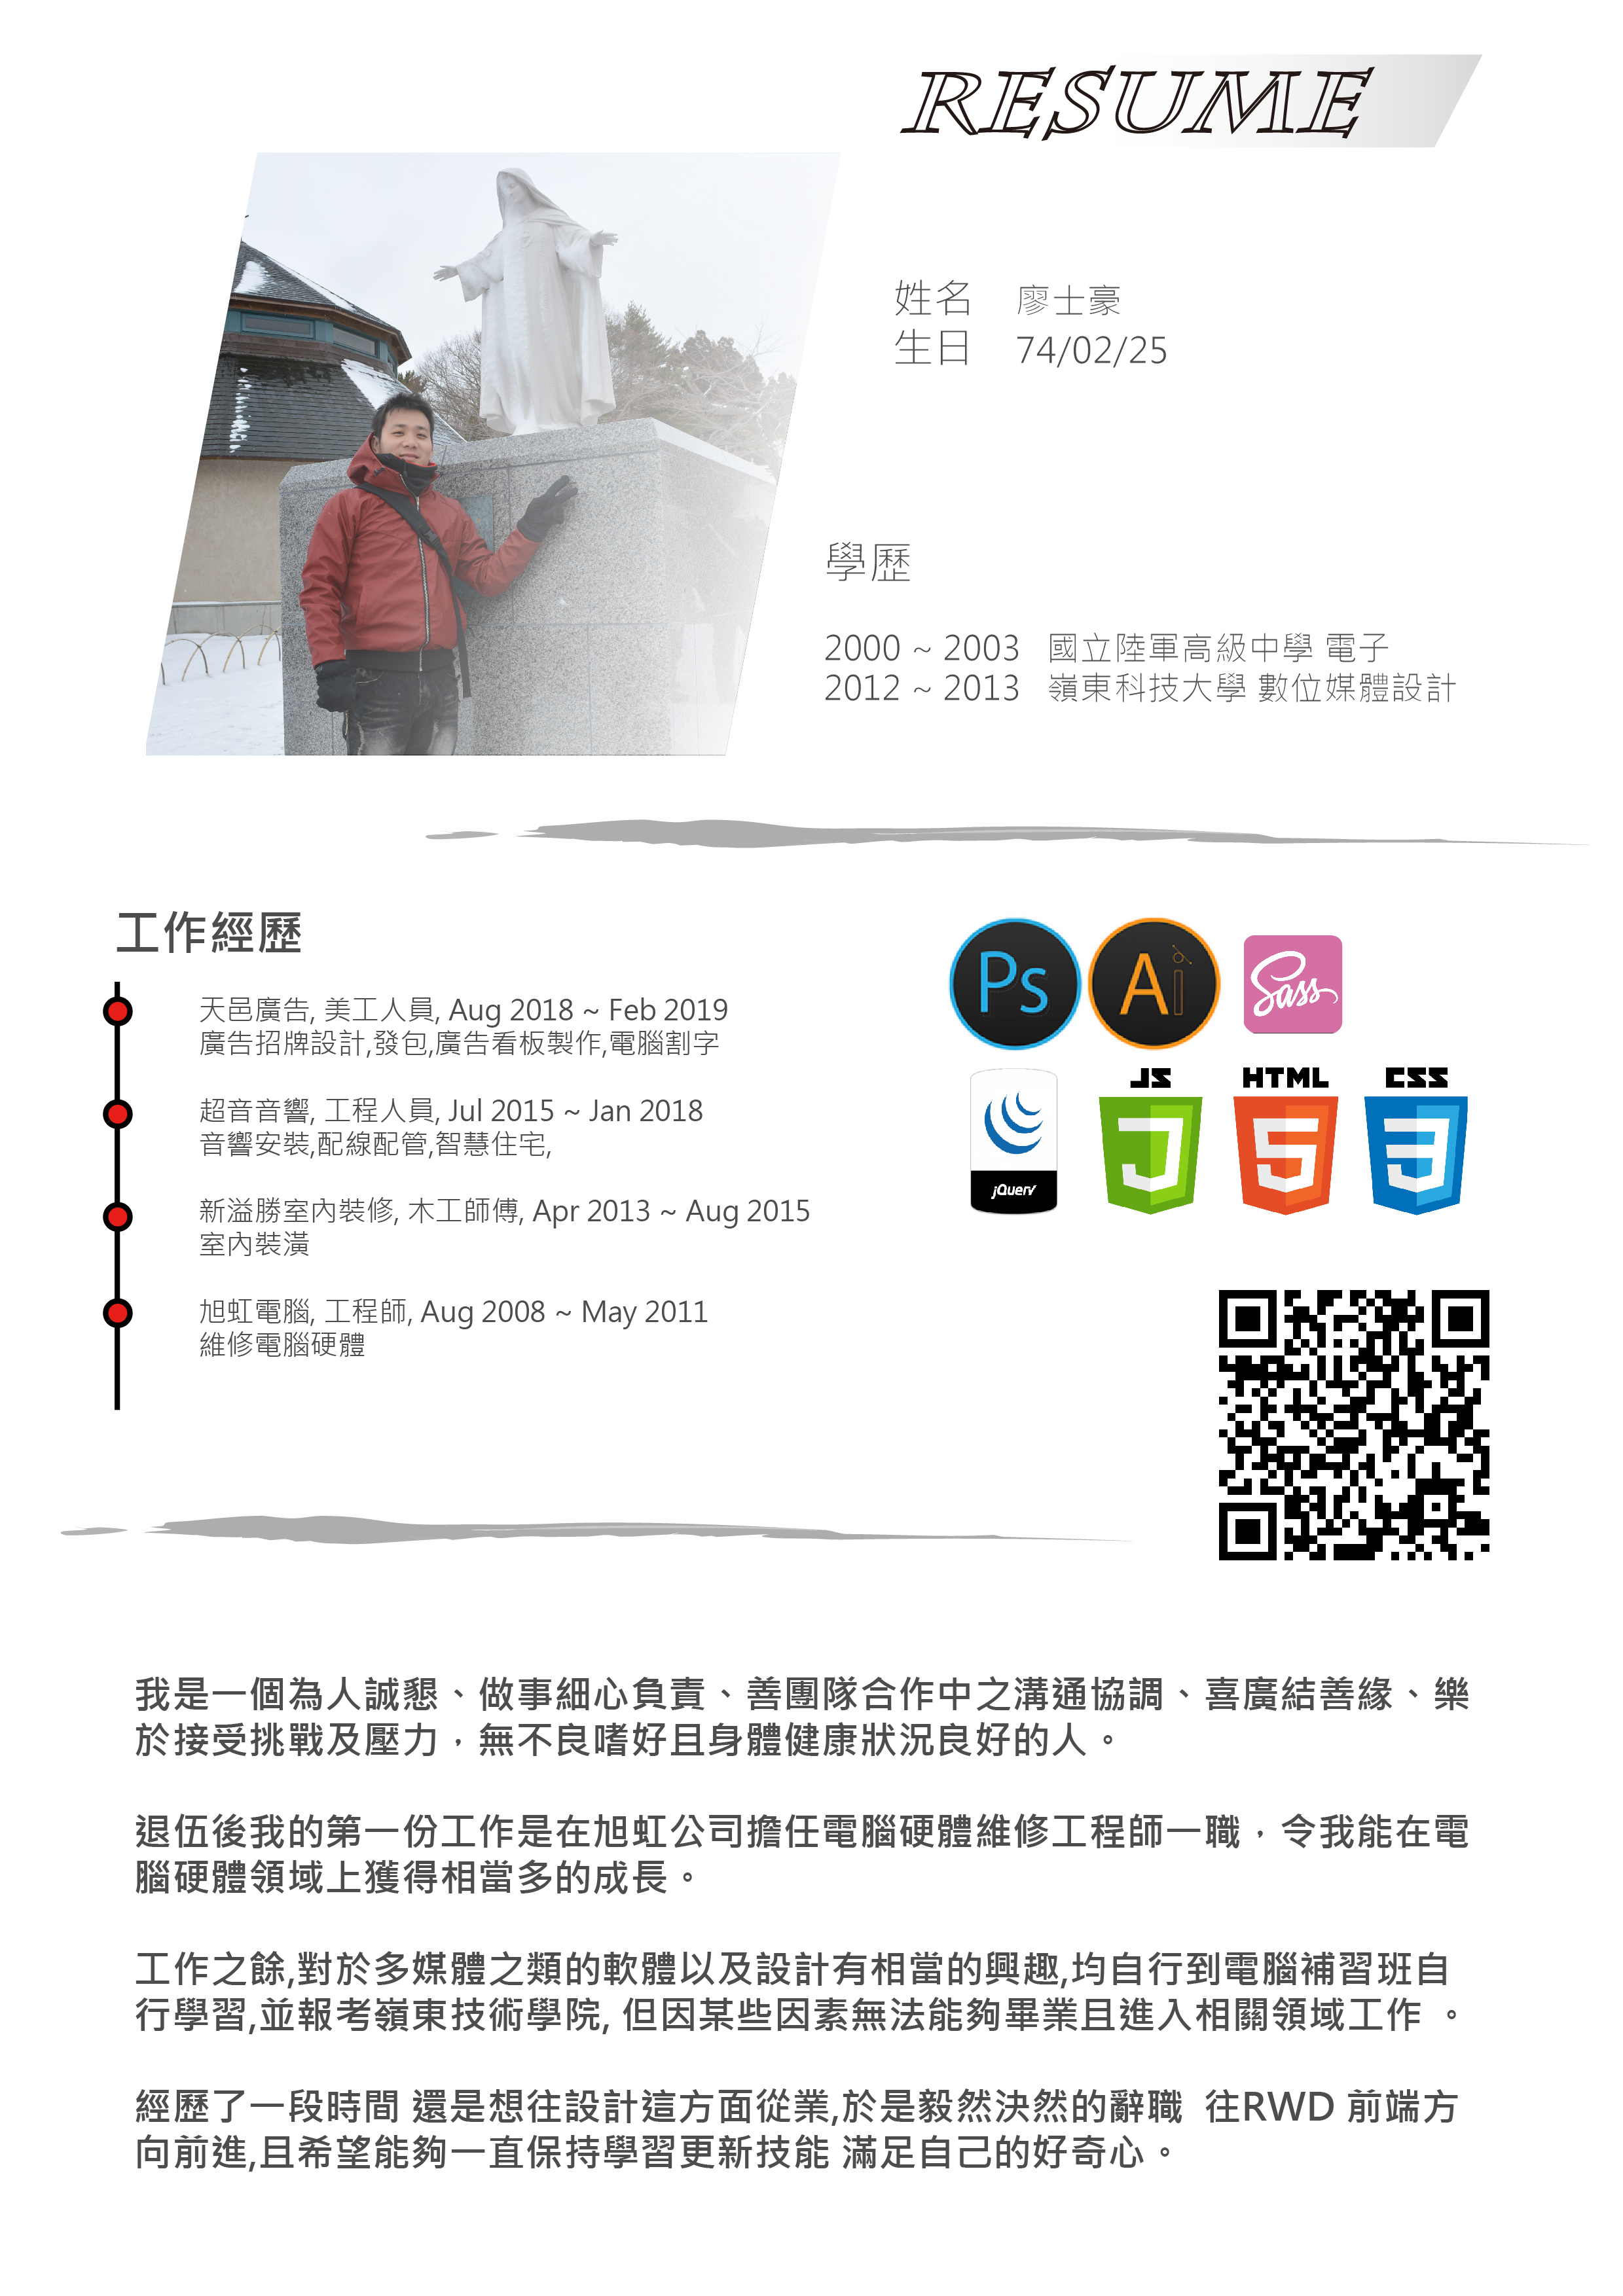 RESUME
姓名 廖士豪
生日 74/02/25
學歷
2000 ~ 2003 國立陸軍高級中學 電子
2012 ~ 2013 嶺東科技大學 數位媒體設計
工作經歷
天邑廣告, 美工人員, Aug 2018 ~ Feb 2019
廣告招牌設計,發包,廣告看板製作,電腦割字
超音音響, 工程人員, Jul 2015 ~ Jan 2018
音響安裝,配線配管,智慧住宅,
新溢勝室內裝修, 木工師傅, Apr 2013 ~ Aug 2015
室內裝潢
旭虹電腦, 工程師, Aug 2008 ~ May 2011
維修電腦硬體
Ps Ai Sass
JS HTML CSS
jQuery J 5 3
我是一個為人誠懇、做事細心負責、善團隊合作中之溝通協調、喜廣結善緣、樂
於接受挑戰及壓力，無不良嗜好且身體健康狀況良好的人。
退伍後我的第一份工作是在旭虹公司擔任電腦硬體維修工程師一職，令我能在電
腦硬體領域上獲得相當多的成長。
工作之餘,對於多媒體之類的軟體以及設計有相當的興趣,均自行到電腦補習班自
行學習,並報考嶺東技術學院, 但因某些因素無法能夠畢業且進入相關領域工作 。
經歷了一段時間 還是想往設計這方面從業,於是毅然決然的辭職 往RWD 前端方
向前進,且希望能夠一直保持學習更新技能 滿足自己的好奇心。